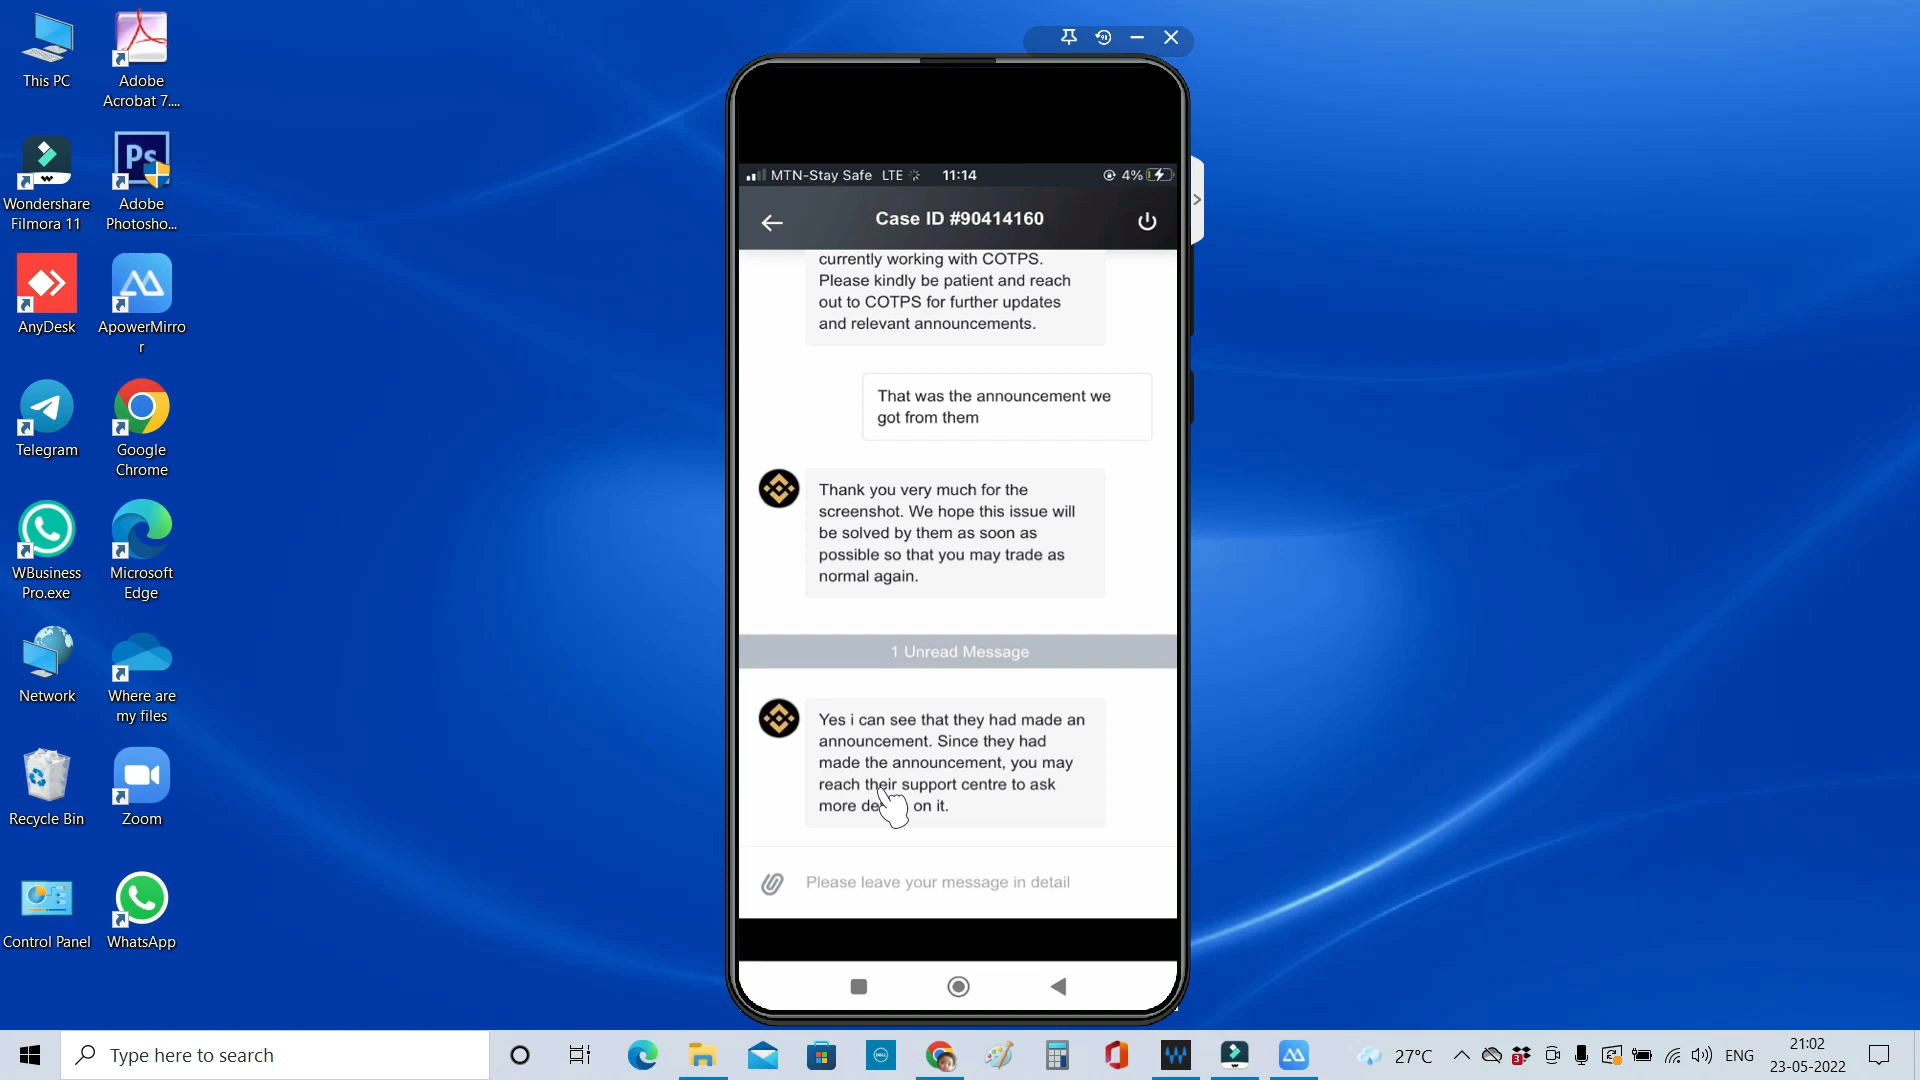 This PC
Adobe
Acrobat 7....
Wondershare
Filmora 11
Ps
Adobe
Photosho...
AnyDesk
ApowerMirro
r
Telegram
Google
Chrome
WBusiness
Pro.exe
Microsoft
Edge
Network
Where are
my files
Recycle Bin
Zoom
Control Panel
WhatsApp
MTN-Stay Safe LTE 11:14 4%
Case ID #90414160
currently working with COTPS.
Please kindly be patient and reach
out to COTPS for further updates
and relevant announcements.
That was the announcement we
got from them
Thank you very much for the
screenshot. We hope this issue will
be solved by them as soon as
possible so that you may trade as
normal again.
1 Unread Message
Yes i can see that they had made an
announcement. Since they had
made the announcement, you may
reach their support centre to ask
more on it.
Please leave your message in detail
Type here to search
DELL
27°C
3
ENG
21:02
23-05-2022